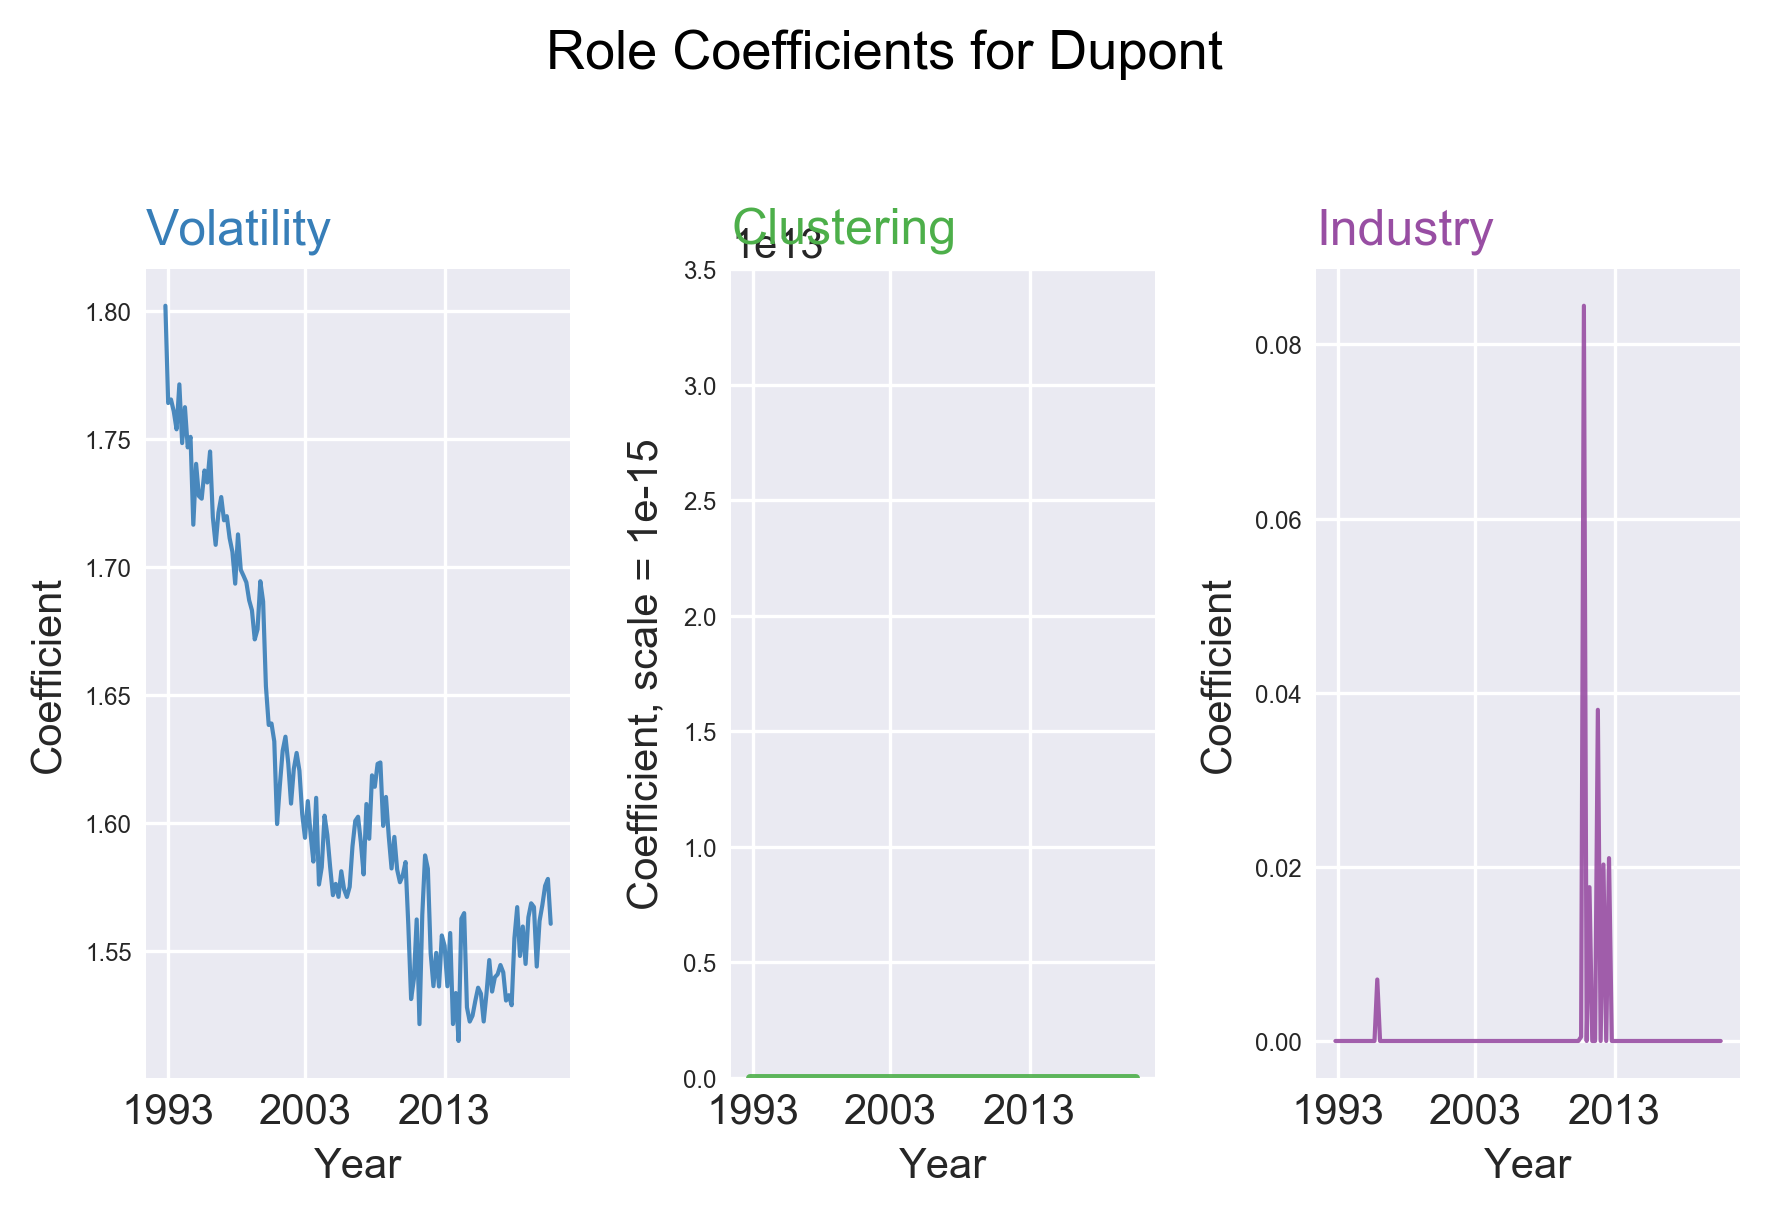 Role Coefficients for Dupont
Volatility
Coefficient
1.80
1.75
1.70
1.65
1.60
1.55
1993 2003 2013
Year
Clustering
1e13
Coefficient, scale = 1e-15
3.5
3.0
2.5
2.0
1.5
1.0
0.5
0.0
1993 2003 2013
Year
Industry
Coefficient
0.08
0.06
0.04
0.02
0.00
1993 2003 2013
Year